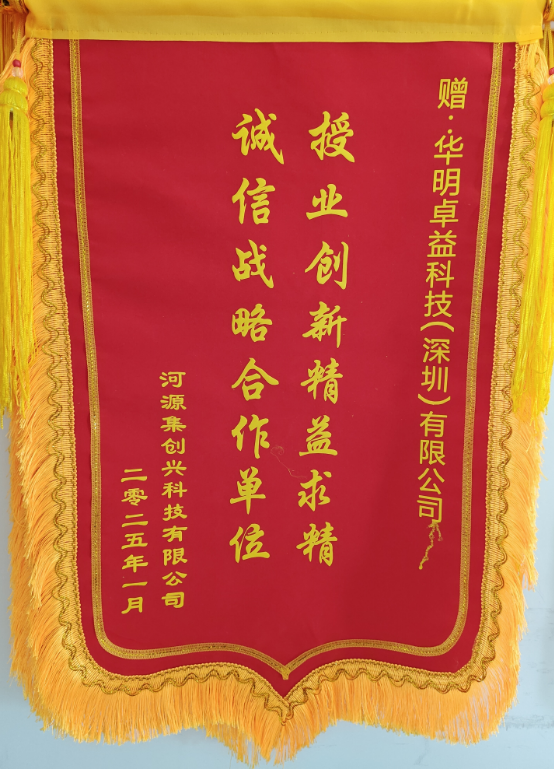 赠：华明卓益科技（深圳）有限公司
授业创新精益求精
诚信战略合作单位
河源集创兴科技有限公司
二零二五年一月